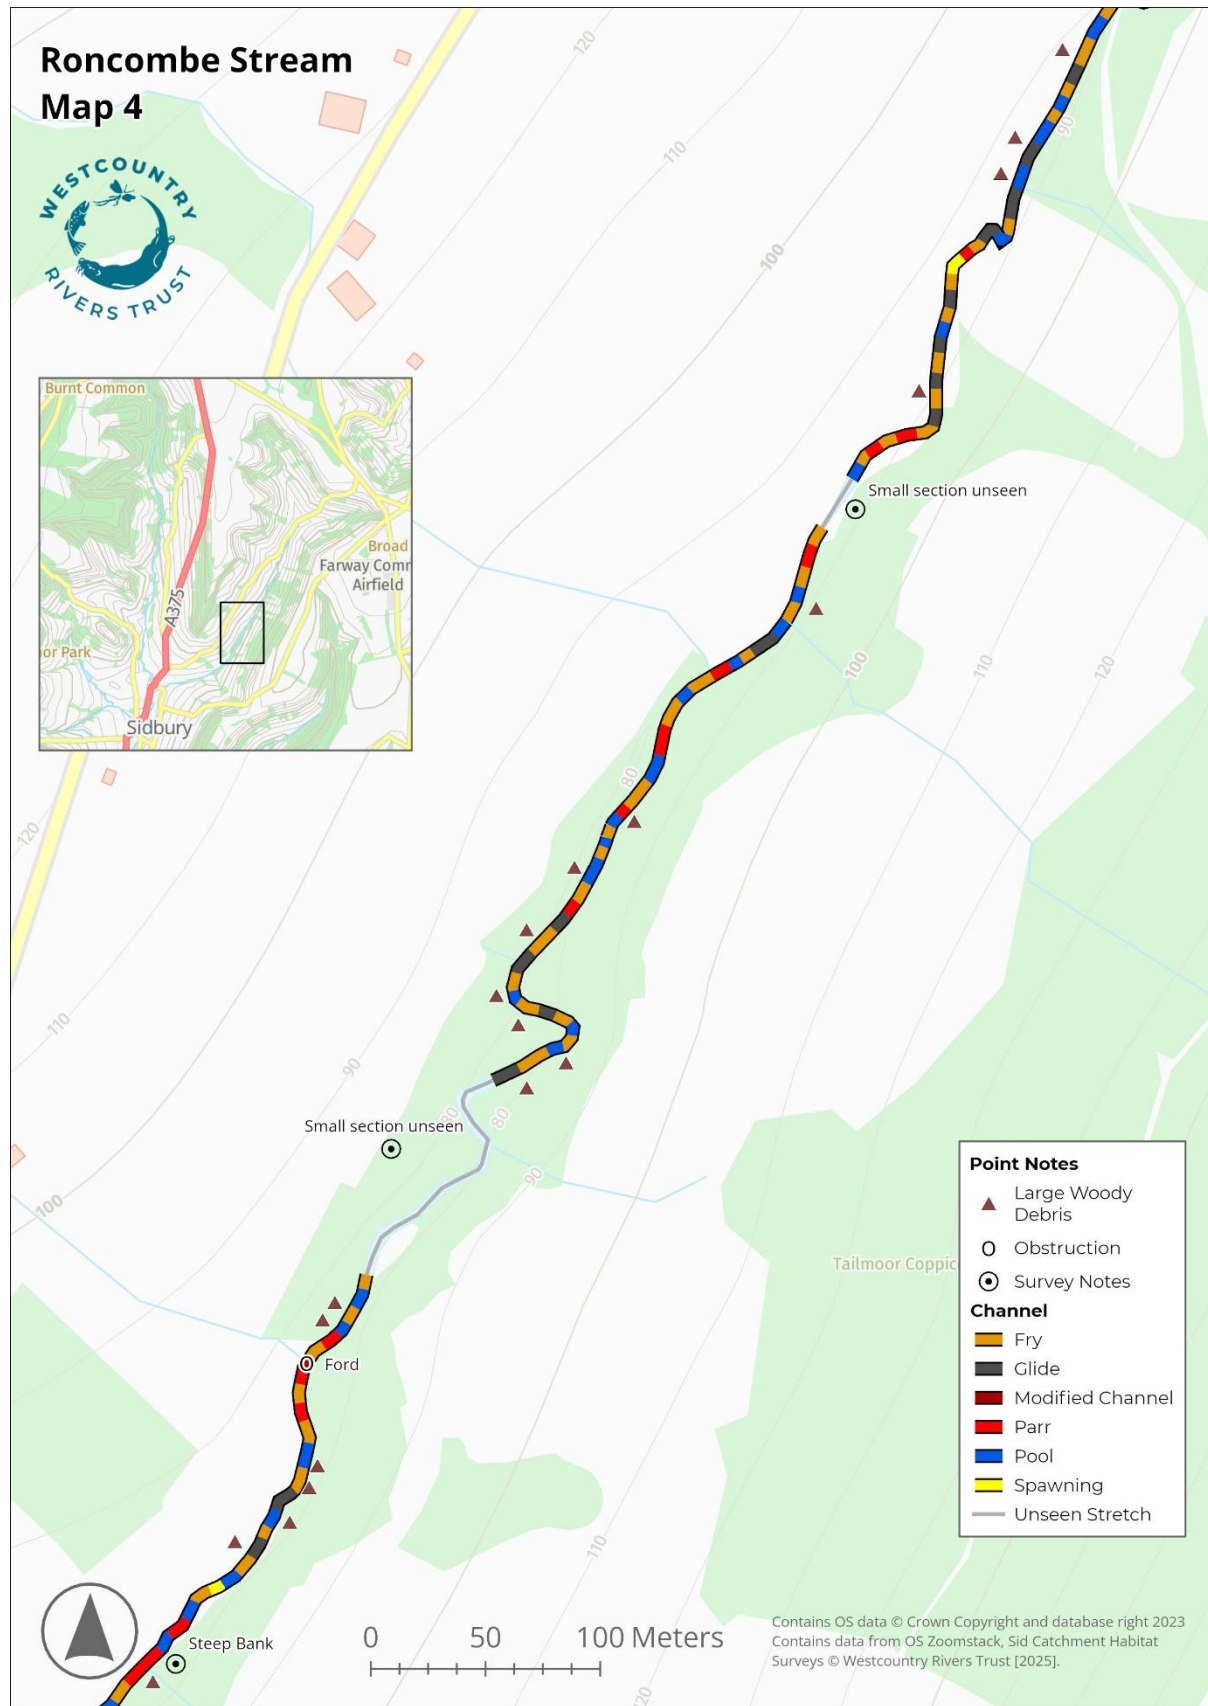 Roncombe Stream
Map 4
WESTCOUNTRY
RIVERS TRUST
120
110
90
100
Burnt Common
Broad
Farway Comm
Airfield
A375
or Park
Sidbury
Small section unseen
100
110
120
80
120
110
90
80
80
Small section unseen
90
100
Tailmoor Coppic
Ford
110
Steep Bank
120
Point Notes
Large Woody
Debris
Obstruction
Survey Notes
Channel
Fry
Glide
Modified Channel
Parr
Pool
Spawning
Unseen Stretch
0 50 100 Meters
Contains OS data © Crown Copyright and database right 2023
Contains data from OS Zoomstack, Sid Catchment Habitat
Surveys © Westcountry Rivers Trust [2025].